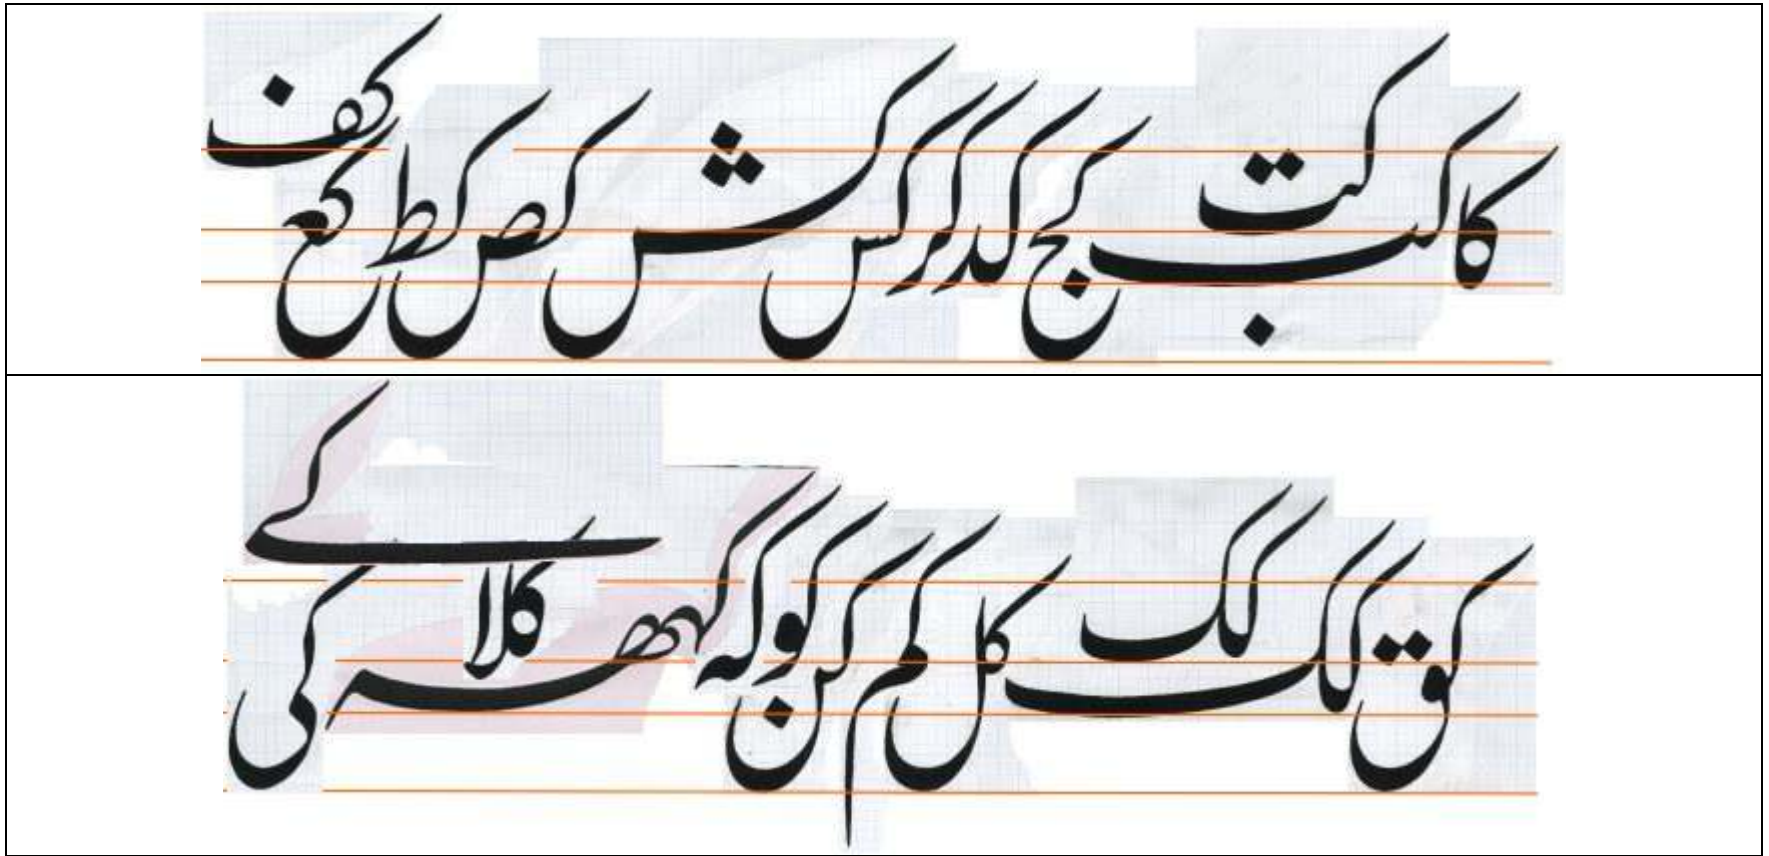 کا کب کت کج کد کر کس کش کص کط کع کف
کق کک کک کل کم کن کو کہ کھ کلا کی کے